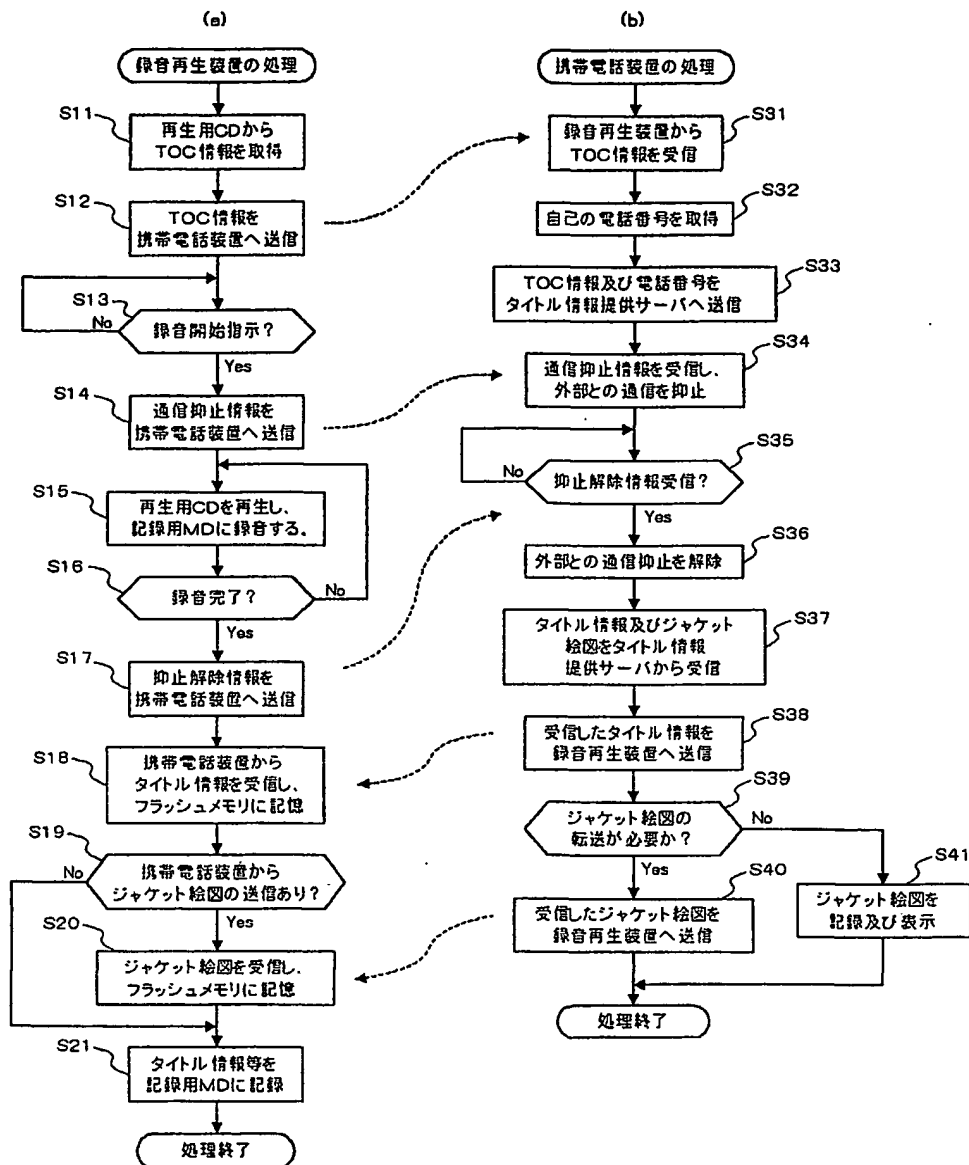 (a)
録音再生装置の処理
S11
再生用CDから
TOC情報を取得
S12
TOC情報を
携帯電話装置へ送信
S13
録音開始指示?
No
Yes
S14
通信抑止情報を
携帯電話装置へ送信
S15
再生用CDを再生し、
記録用MDに録音する。
S16
録音完了?
No
Yes
S17
抑止解除情報を
携帯電話装置へ送信
S18
携帯電話装置から
タイトル情報を受信し、
フラッシュメモリに記憶
S19
携帯電話装置から
ジャケット絵図の送信あり?
No
Yes
S20
ジャケット絵図を受信し、
フラッシュメモリに記憶
S21
タイトル情報等を
記録用MDに記録
処理終了
(b)
携帯電話装置の処理
S31
録音再生装置から
TOC情報を受信
S32
自己の電話番号を取得
S33
TOC情報及び電話番号を
タイトル情報提供サーバへ送信
S34
通信抑止情報を受信し、
外部との通信を抑止
S35
抑止解除情報受信?
No
Yes
S36
外部との通信抑止を解除
S37
タイトル情報及びジャケット
絵図をタイトル情報
提供サーバから受信
S38
受信したタイトル情報を
録音再生装置へ送信
S39
ジャケット絵図の
転送が必要か?
No
Yes
S40
受信したジャケット絵図を
録音再生装置へ送信
S41
ジャケット絵図を
記録及び表示
処理終了